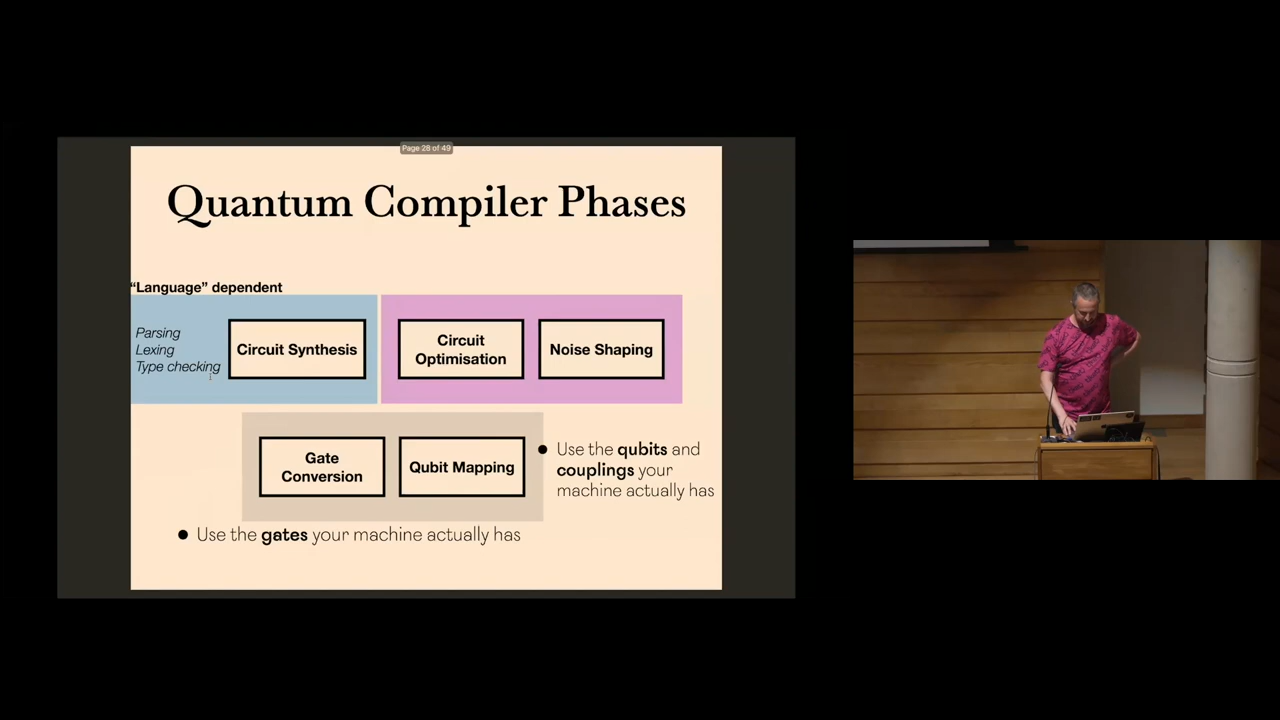 Page 28 of 49
Quantum Compiler Phases
“Language” dependent
Parsing
Lexing
Type checking
Circuit Synthesis
Circuit
Optimisation
Noise Shaping
Gate
Conversion
Qubit Mapping
● Use the qubits and
couplings your
machine actually has
● Use the gates your machine actually has